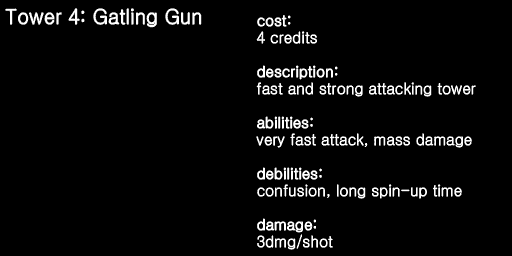 Tower 4: Gatling Gun
cost:
4 credits
description:
fast and strong attacking tower
abilities:
very fast attack, mass damage
debilities:
confusion, long spin-up time
damage:
3dmg/shot